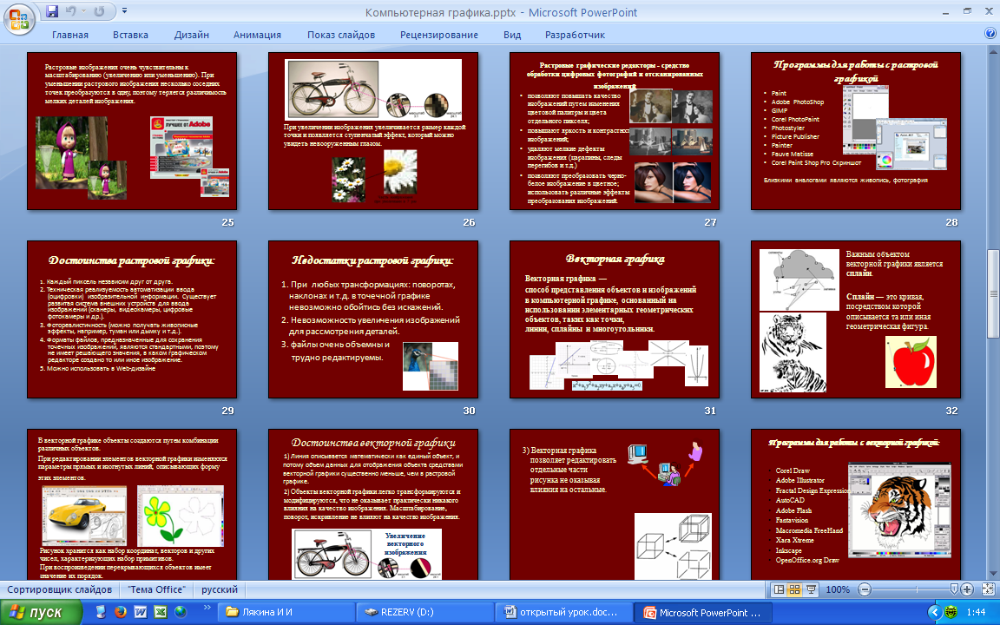 Компьютерная графика.pptx - Microsoft PowerPoint
Главная Вставка Дизайн Анимация Показ слайдов Рецензирование Вид Разработчик
Растровые изображения очень чувствительны к
масштабированию (увеличению или уменьшению). При
уменьшении растрового изображения несколько соседних
точек преобразуются в одну, поэтому теряется различимость
мелких деталей изображения.
25
При увеличении изображения увеличивается размер каждой
точки и появляется ступенчатый эффект, который можно
увидеть невооруженным глазом.
26
Растровые графические редакторы - средство
обработки цифровых фотографий и отсканированных
изображений
• позволяют повышать качество
изображений путем изменения
цветовой палитры и цвета
отдельного пикселя;
• повышают яркость и контрастность
изображений;
• удаляют мелкие дефекты
изображения (царапины, следы
перегибов и т.д.)
• позволяют преобразовать черно-
белое изображение в цветное;
использовать различные эффекты
преобразования изображений.
27
Программы для работы с растровой
графикой
• Paint
• Adobe PhotoShop
• GIMP
• Corel PhotoPaint
• Photostyler
• Picture Publisher
• Painter
• Fauve Matisse
• Corel Paint Shop Pro Скриншот
Близкими аналогами являются живопись, фотография
28
Достоинства растровой графики:
1. Каждый пиксель независим друг от друга.
2. Техническая реализуемость автоматизации ввода
(оцифровки) изобразительной информации. Существует
развитая система внешних устройств для ввода
изображений (сканеры, видеокамеры, цифровые
фотокамеры и др.).
3. Фотореалистичность (можно получать живописные
эффекты, например, туман или дымку и т.д.).
4. Форматы файлов, предназначенные для сохранения
точечных изображений, являются стандартными, поэтому
не имеет решающего значения, в каком графическом
редакторе создано то или иное изображение.
5. Можно использовать в Web-дизайне
29
Недостатки растровой графики:
1. При любых трансформациях: поворотах,
наклонах и т.д. в точечной графике
невозможно обойтись без искажений.
2. Невозможность увеличения изображений
для рассмотрения деталей.
3. файлы очень объемны и
трудно редактируемы.
30
Векторная графика
Векторная графика —
способ представления объектов и изображений
в компьютерной графике, основанный на
использовании элементарных геометрических
объектов, таких как точки,
линии, сплайны и многоугольники.
31
Важным объектом
векторной графики является
сплайн.
Сплайн — это кривая,
посредством которой
описывается та или иная
геометрическая фигура.
32
В векторной графике объекты создаются путем комбинации
различных объектов.
При редактировании элементов векторной графики изменяются
параметры прямых и изогнутых линий, описывающих форму
этих элементов.
Рисунок хранится как набор координат, векторов и других
чисел, характеризующих набор примитивов.
При воспроизведении перекрывающихся объектов имеет
значение их порядок.
Достоинства векторной графики
1) Линия описывается математически как единый объект, и
потому объем данных для отображения объекта средствами
векторной графики существенно меньше, чем в растровой
графике.
2) Объекты векторной графики легко трансформируются и
модифицируются, что не оказывает практически никакого
влияния на качество изображения. Масштабирование,
поворот, искривление не влияют на качество изображения.
Увеличение
векторного
изображения
3) Векторная графика
позволяет редактировать
отдельные части
рисунка не оказывая
влияния на остальные.
Программы для работы с векторной графикой:
• Corel Draw
• Adobe Illustrator
• Fractal Design Expression
• AutoCAD
• Adobe Flash
• Fantavision
• Macromedia FreeHand
• Xara Xtreme
• Inkscape
• OpenOffice.org Draw
Сортировщик слайдов "Тема Office" русский 100%
пуск Лякина И И REZERV (D:) открытый урок.doc... Microsoft PowerPoint ... 1:44